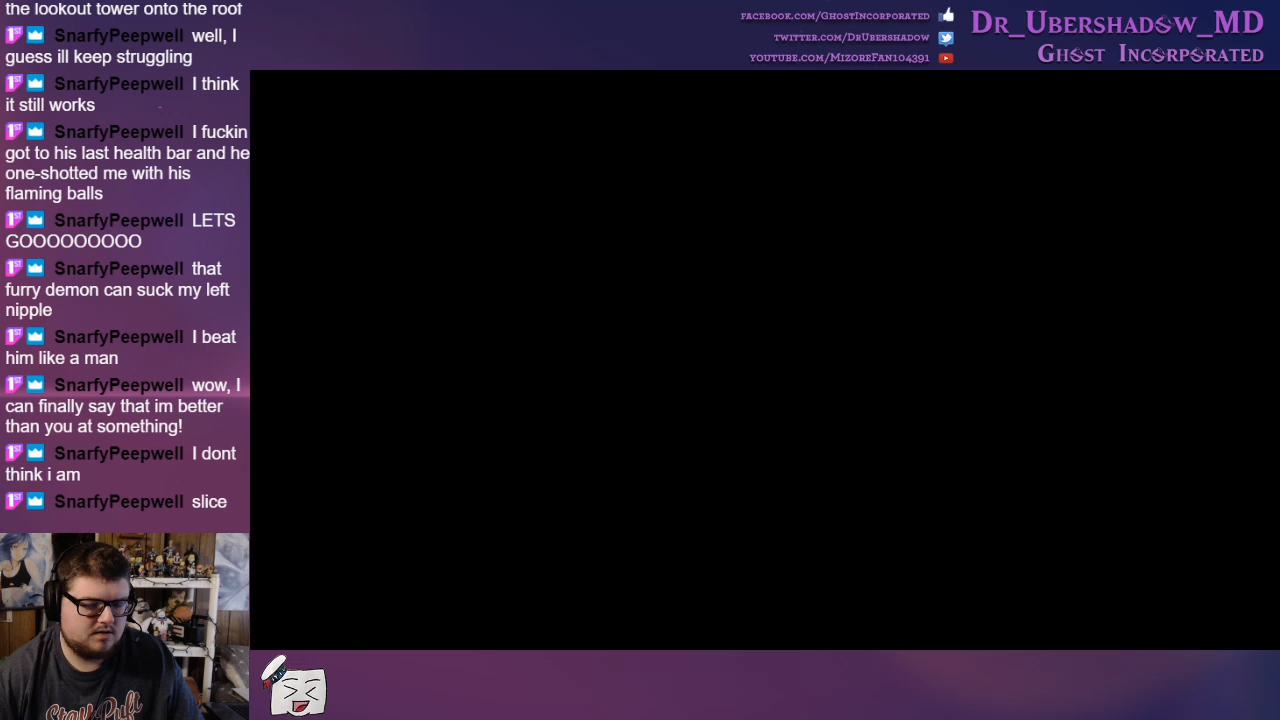 the lookout tower onto the roof
SnarfyPeepwell well, I
guess ill keep struggling
SnarfyPeepwell I think
it still works
SnarfyPeepwell I fuckin
got to his last health bar and he
one-shotted me with his
flaming balls
SnarfyPeepwell LETS
GOOOOOOOOO
SnarfyPeepwell that
furry demon can suck my left
nipple
SnarfyPeepwell I beat
him like a man
SnarfyPeepwell wow, I
can finally say that im better
than you at something!
SnarfyPeepwell I dont
think i am
SnarfyPeepwell slice
facebook.com/GhostIncorporated
twitter.com/DrUbershadow
youtube.com/MizoreFan104391
Dr_Ubershadow_MD
Ghost Incorporated
Stay Puft